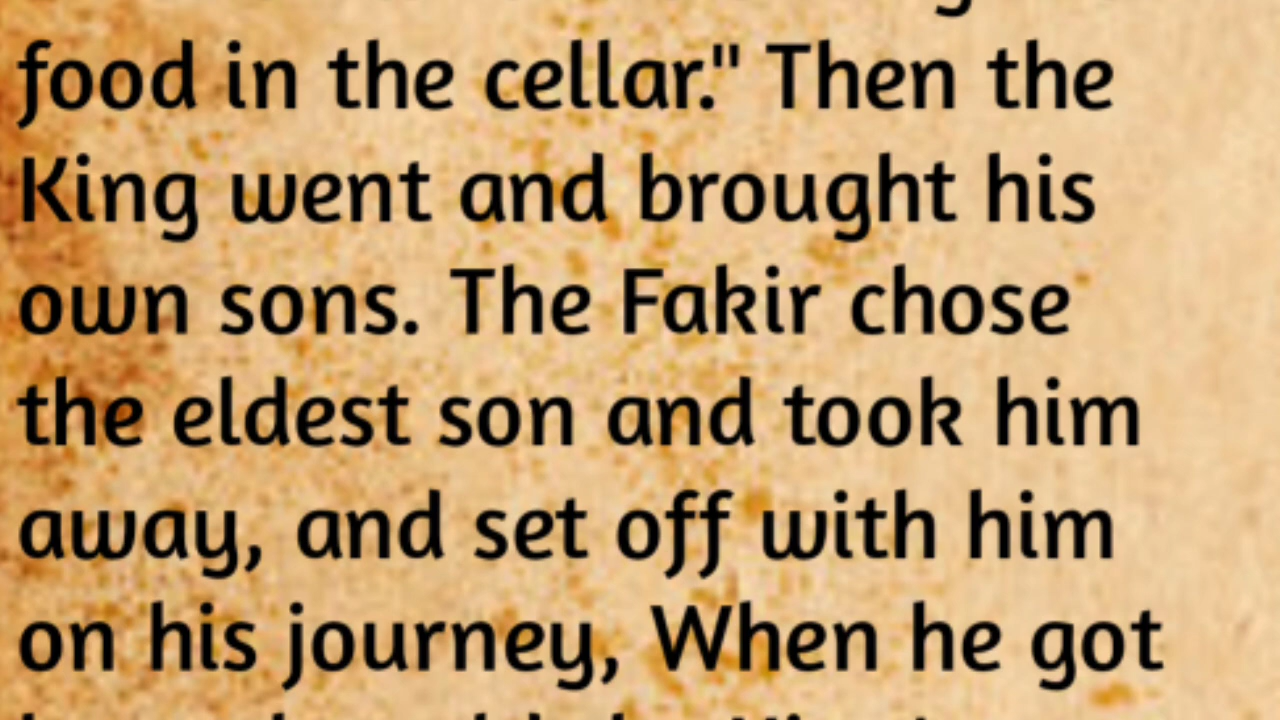 food in the cellar." Then the
King went and brought his
own sons. The Fakir chose
the eldest son and took him
away, and set off with him
on his journey, When he got